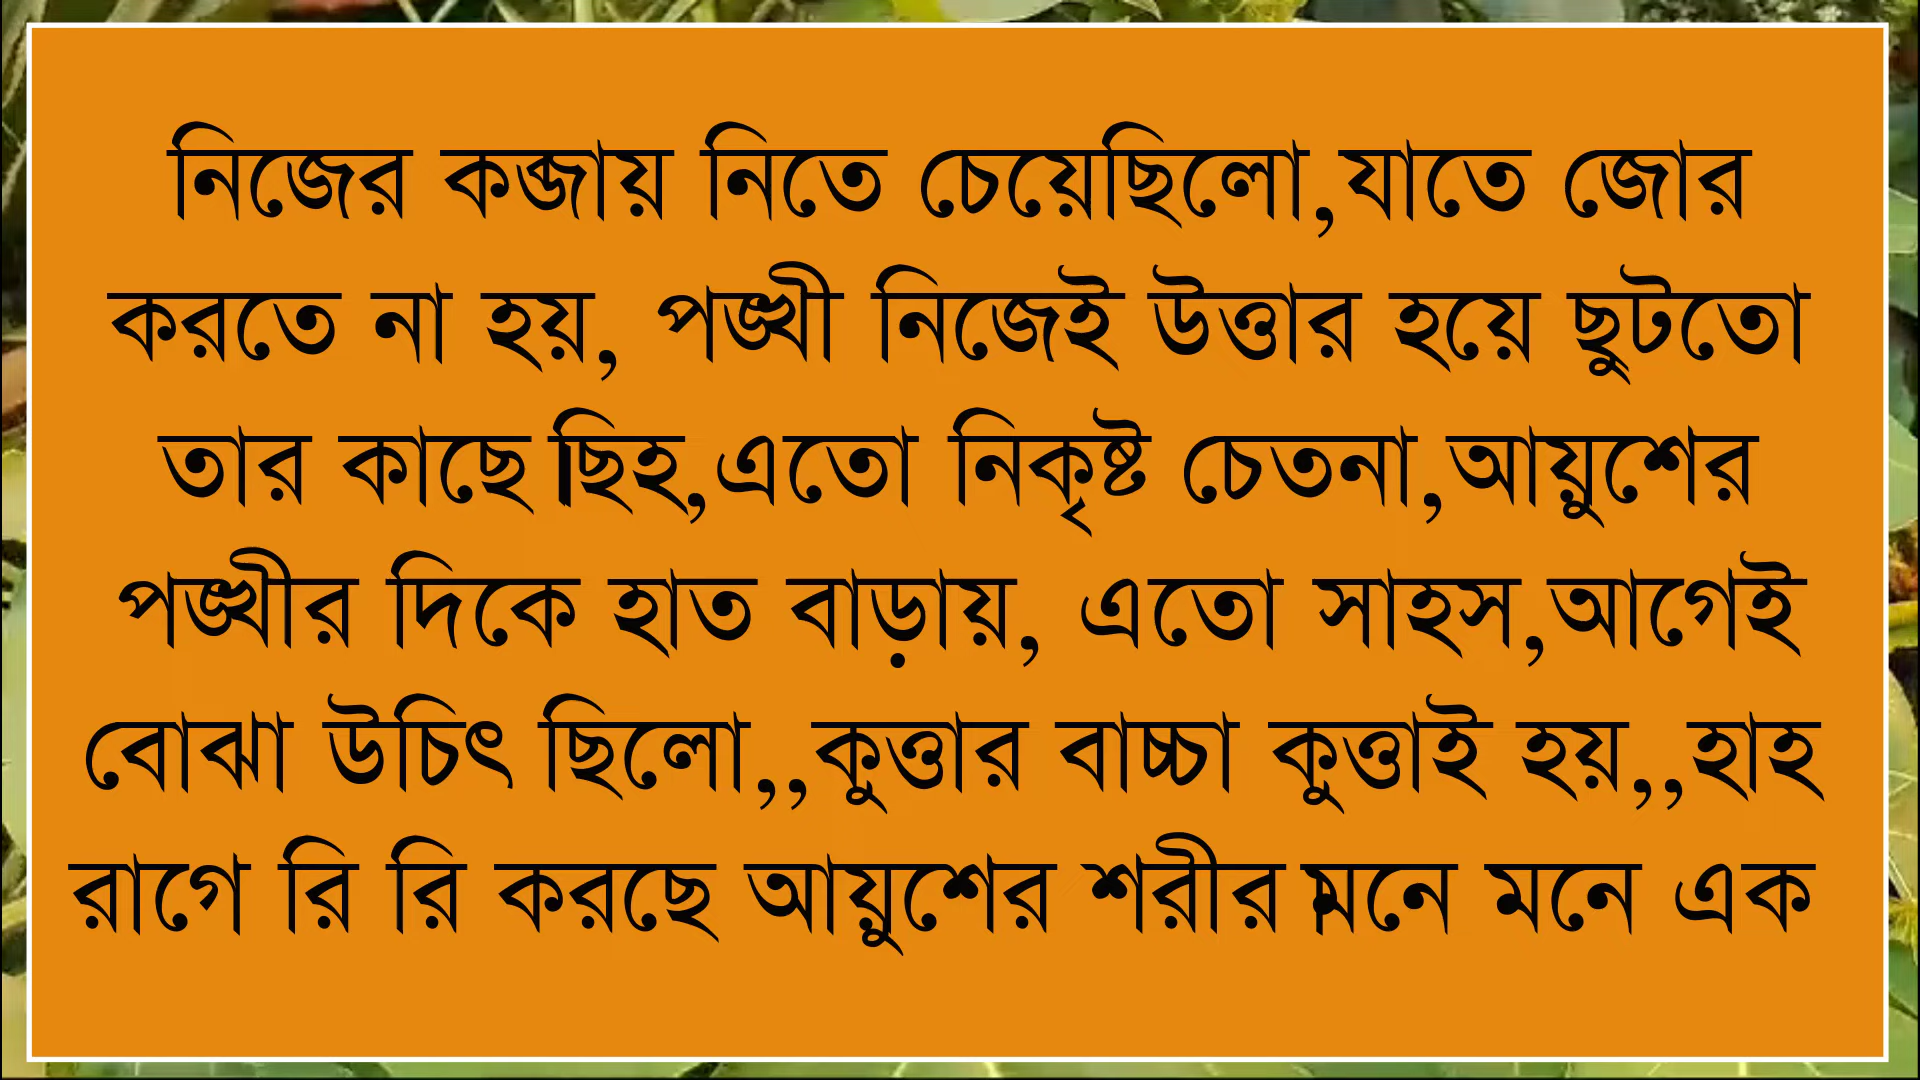 নিজের কব্জায় নিতে চেয়েছিলো,যাতে জোর
করতে না হয়, পঙ্খী নিজেই উত্তার হয়ে ছুটতো
তার কাছে।ছিহ,এতো নিকৃষ্ট চেতনা,আয়ুশের
পঙ্খীর দিকে হাত বাড়ায়, এতো সাহস,আগেই
বোঝা উচিৎ ছিলো,,কুত্তার বাচ্চা কুত্তাই হয়,,হাহ
রাগে রি রি করছে আয়ুশের শরীর।মনে মনে এক